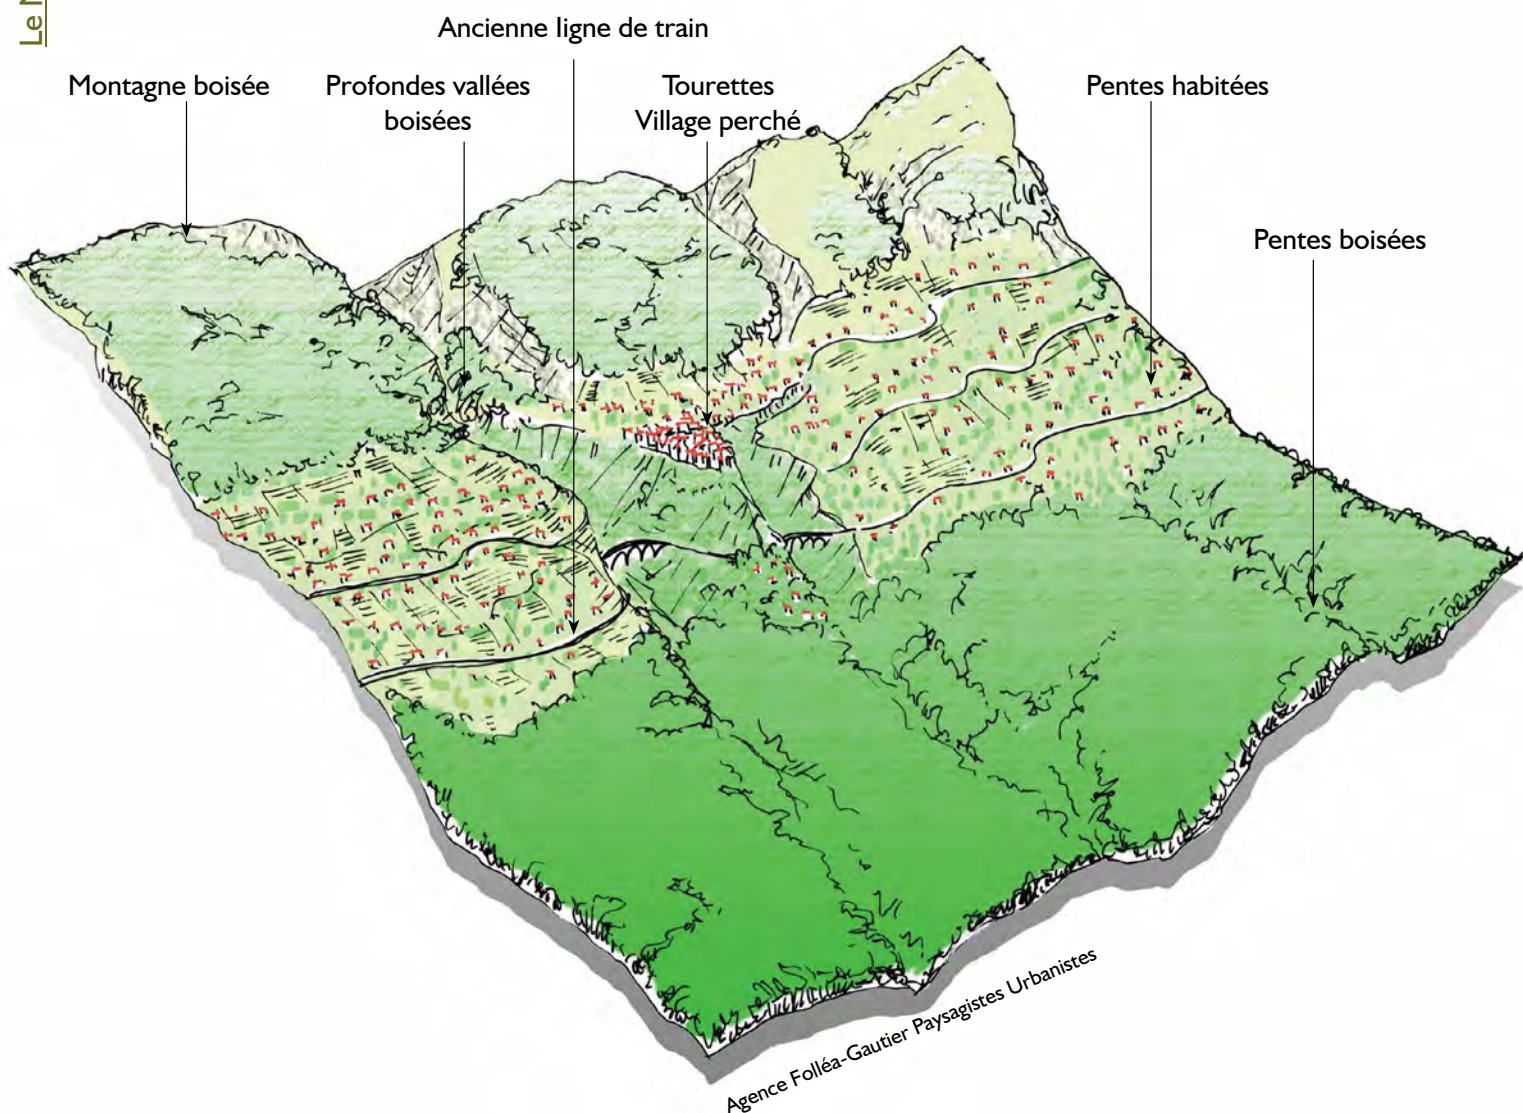 Ancienne ligne de train
Montagne boisée
Profondes vallées
boisées
Tourettes
Village perché
Pentes habitées
Pentes boisées
Agence Folléa-Gautier Paysagistes Urbanistes
Le